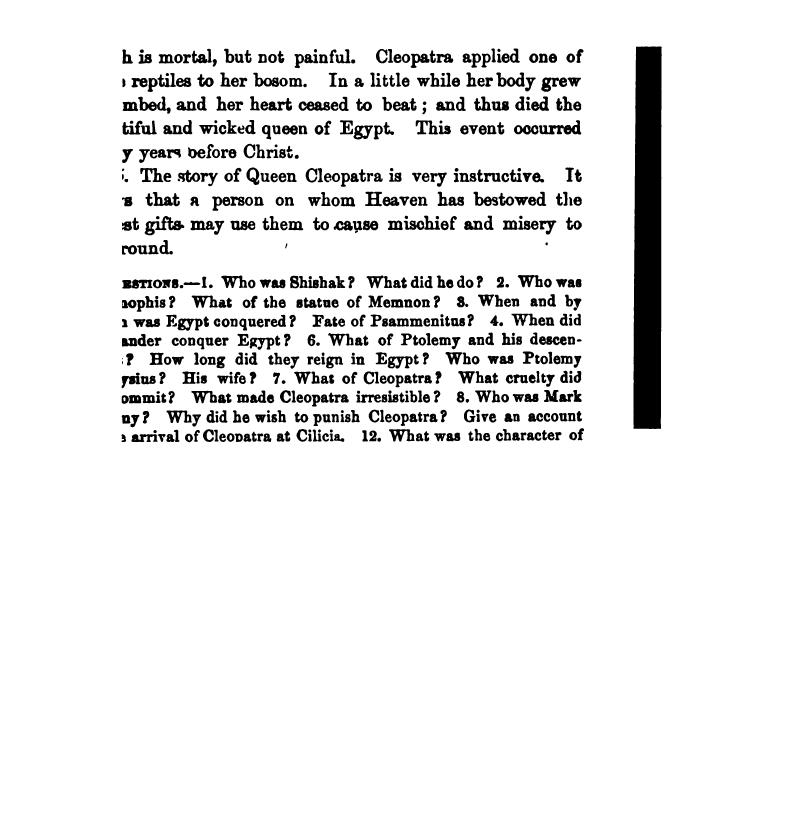 h is mortal, but not painful. Cleopatra applied one of
reptiles to her bosom. In a little while her body grew
mbed, and her heart ceased to beat; and thus died the
tiful and wicked queen of Egypt. This event occurred
y years before Christ.
. The story of Queen Cleopatra is very instructive. It
s that a person on whom Heaven has bestowed the
st gifts may use them to cause mischief and misery to
round.
ESTIONS.—1. Who was Shishak? What did he do? 2. Who was
nophis? What of the statue of Memnon? 3. When and by
was Egypt conquered? Fate of Psammenitus? 4. When did
ander conquer Egypt? 6. What of Ptolemy and his descen-
? How long did they reign in Egypt? Who was Ptolemy
ysius? His wife? 7. What of Cleopatra? What cruelty did
ommit? What made Cleopatra irresistible? 8. Who was Mark
ny? Why did he wish to punish Cleopatra? Give an account
arrival of Cleopatra at Cilicia. 12. What was the character of